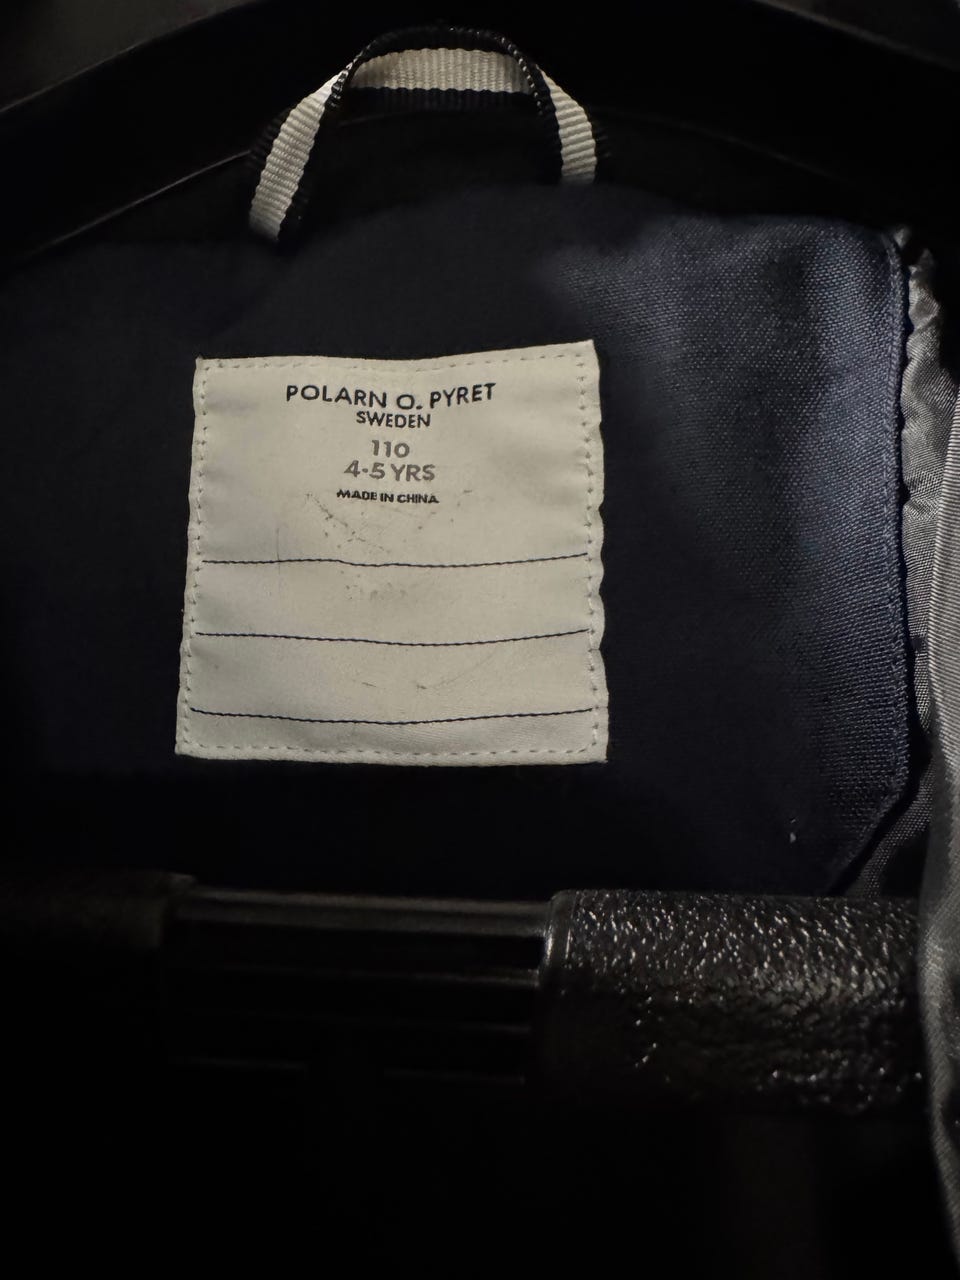 POLARN O. PYRET
SWEDEN
110
4-5 YRS
MADE IN CHINA